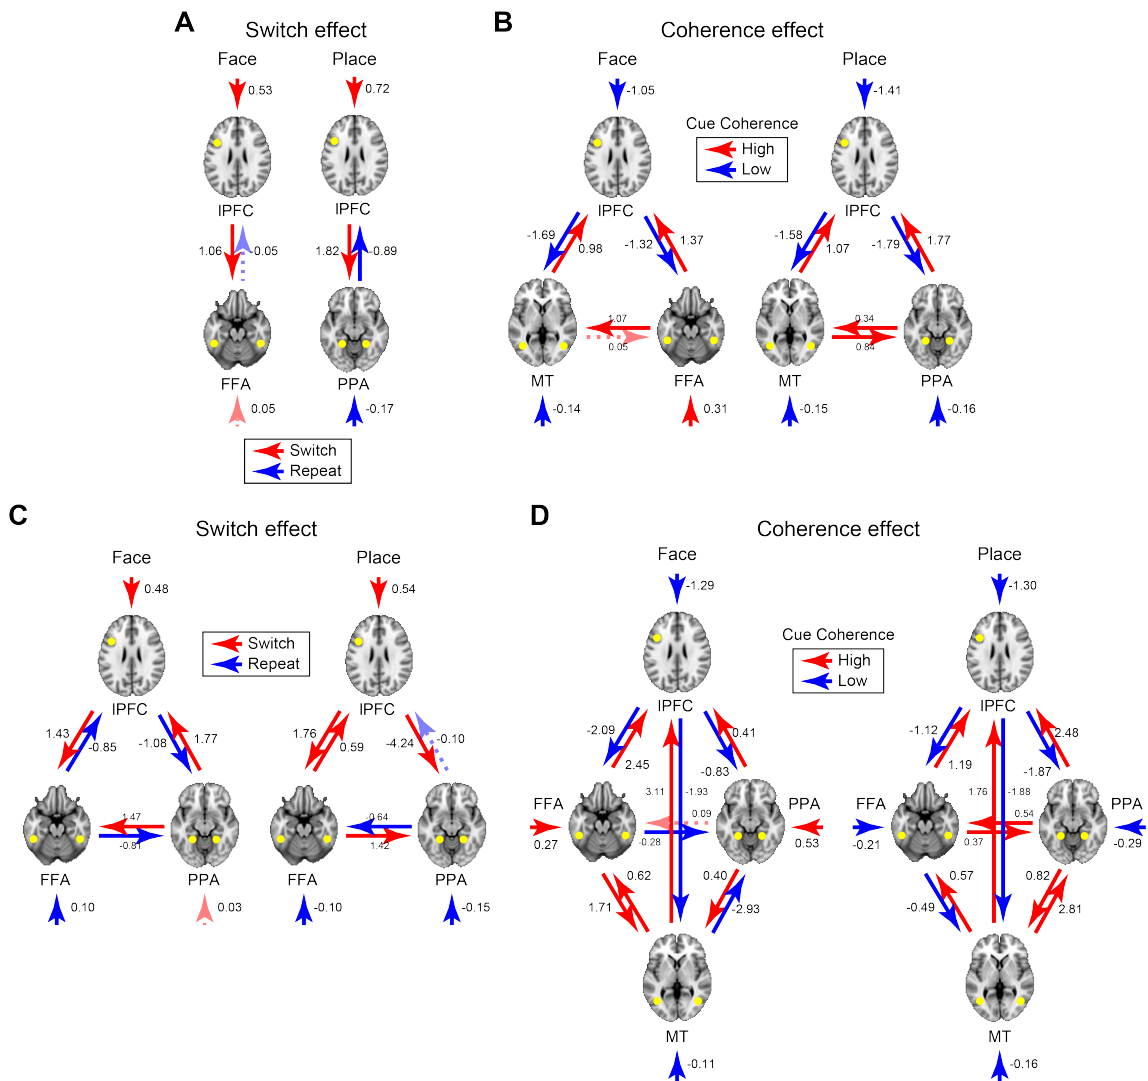 A
Switch effect
Face
Place
0.53
0.72
lPFC
lPFC
1.06
-0.05
1.82
-0.89
FFA
PPA
0.05
-0.17
Switch
Repeat
B
Coherence effect
Face
Place
-1.05
-1.41
Cue Coherence
High
Low
lPFC
lPFC
-1.69
0.98
-1.32
1.37
-1.58
1.07
-1.79
1.77
1.07
0.05
0.34
0.84
MT
FFA
MT
PPA
-0.14
0.31
-0.15
-0.16
C
Switch effect
Face
Place
0.48
0.54
Switch
Repeat
lPFC
lPFC
1.43
-0.85
-1.08
1.77
1.76
0.59
-4.24
-0.10
1.47
-0.81
-0.64
1.42
FFA
PPA
FFA
PPA
0.10
0.03
-0.10
-0.15
D
Coherence effect
Face
Place
-1.29
-1.30
Cue Coherence
High
Low
lPFC
lPFC
-2.09
2.45
0.41
-0.83
-1.12
1.19
2.48
-1.87
3.11
-1.93
0.09
1.76
-1.88
0.54
FFA
PPA
FFA
PPA
0.27
-0.28
0.53
-0.21
0.37
-0.29
0.62
0.40
0.57
0.82
1.71
-2.93
-0.49
2.81
MT
MT
-0.11
-0.16